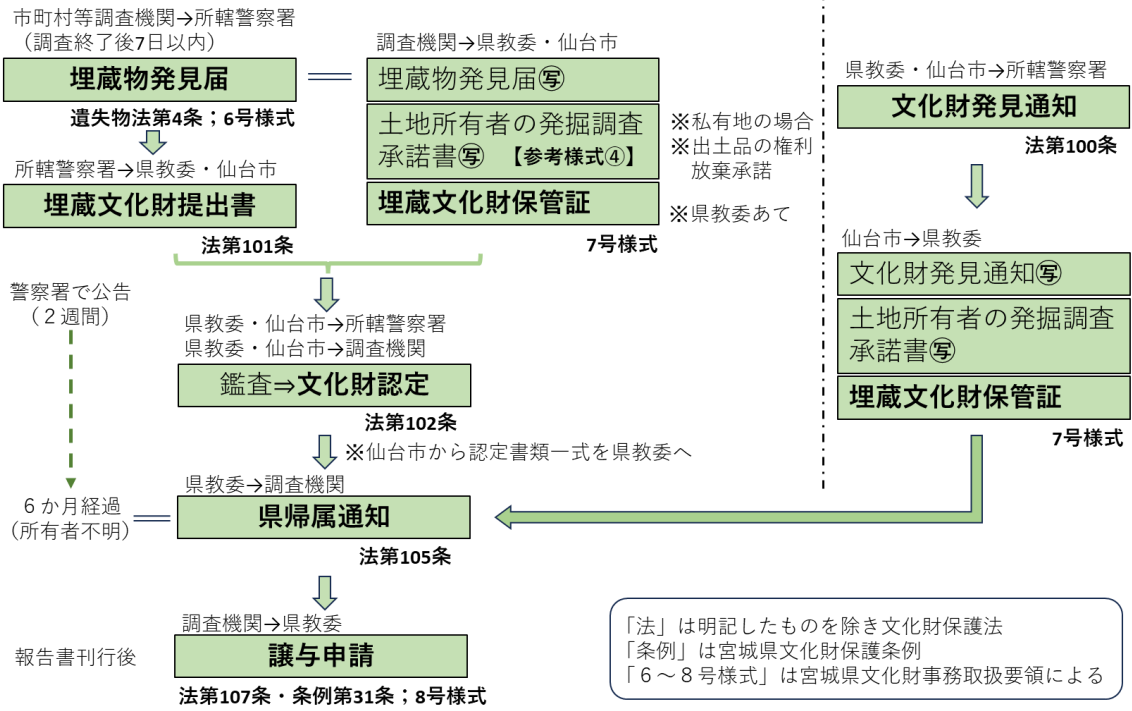 市町村等調査機関→所轄警察署
（調査終了後7日以内）
埋蔵物発見届
遺失物法第4条；6号様式
所轄警察署→県教委・仙台市
埋蔵文化財提出書
法第101条
調査機関→県教委・仙台市
埋蔵物発見届㊢
土地所有者の発掘調査
承諾書㊢ 【参考様式④】
埋蔵文化財保管証
7号様式
※私有地の場合
※出土品の権利
放棄承諾
※県教委あて
警察署で公告
（２週間）
県教委・仙台市→所轄警察署
県教委・仙台市→調査機関
鑑査⇒文化財認定
法第102条
※仙台市から認定書類一式を県教委へ
６か月経過
(所有者不明)
県教委→調査機関
県帰属通知
法第105条
報告書刊行後
調査機関→県教委
譲与申請
法第107条・条例第31条；8号様式
県教委・仙台市→所轄警察署
文化財発見通知
法第100条
仙台市→県教委
文化財発見通知㊢
土地所有者の発掘調査
承諾書㊢
埋蔵文化財保管証
7号様式
「法」は明記したものを除き文化財保護法
「条例」は宮城県文化財保護条例
「６～８号様式」は宮城県文化財事務取扱要領による